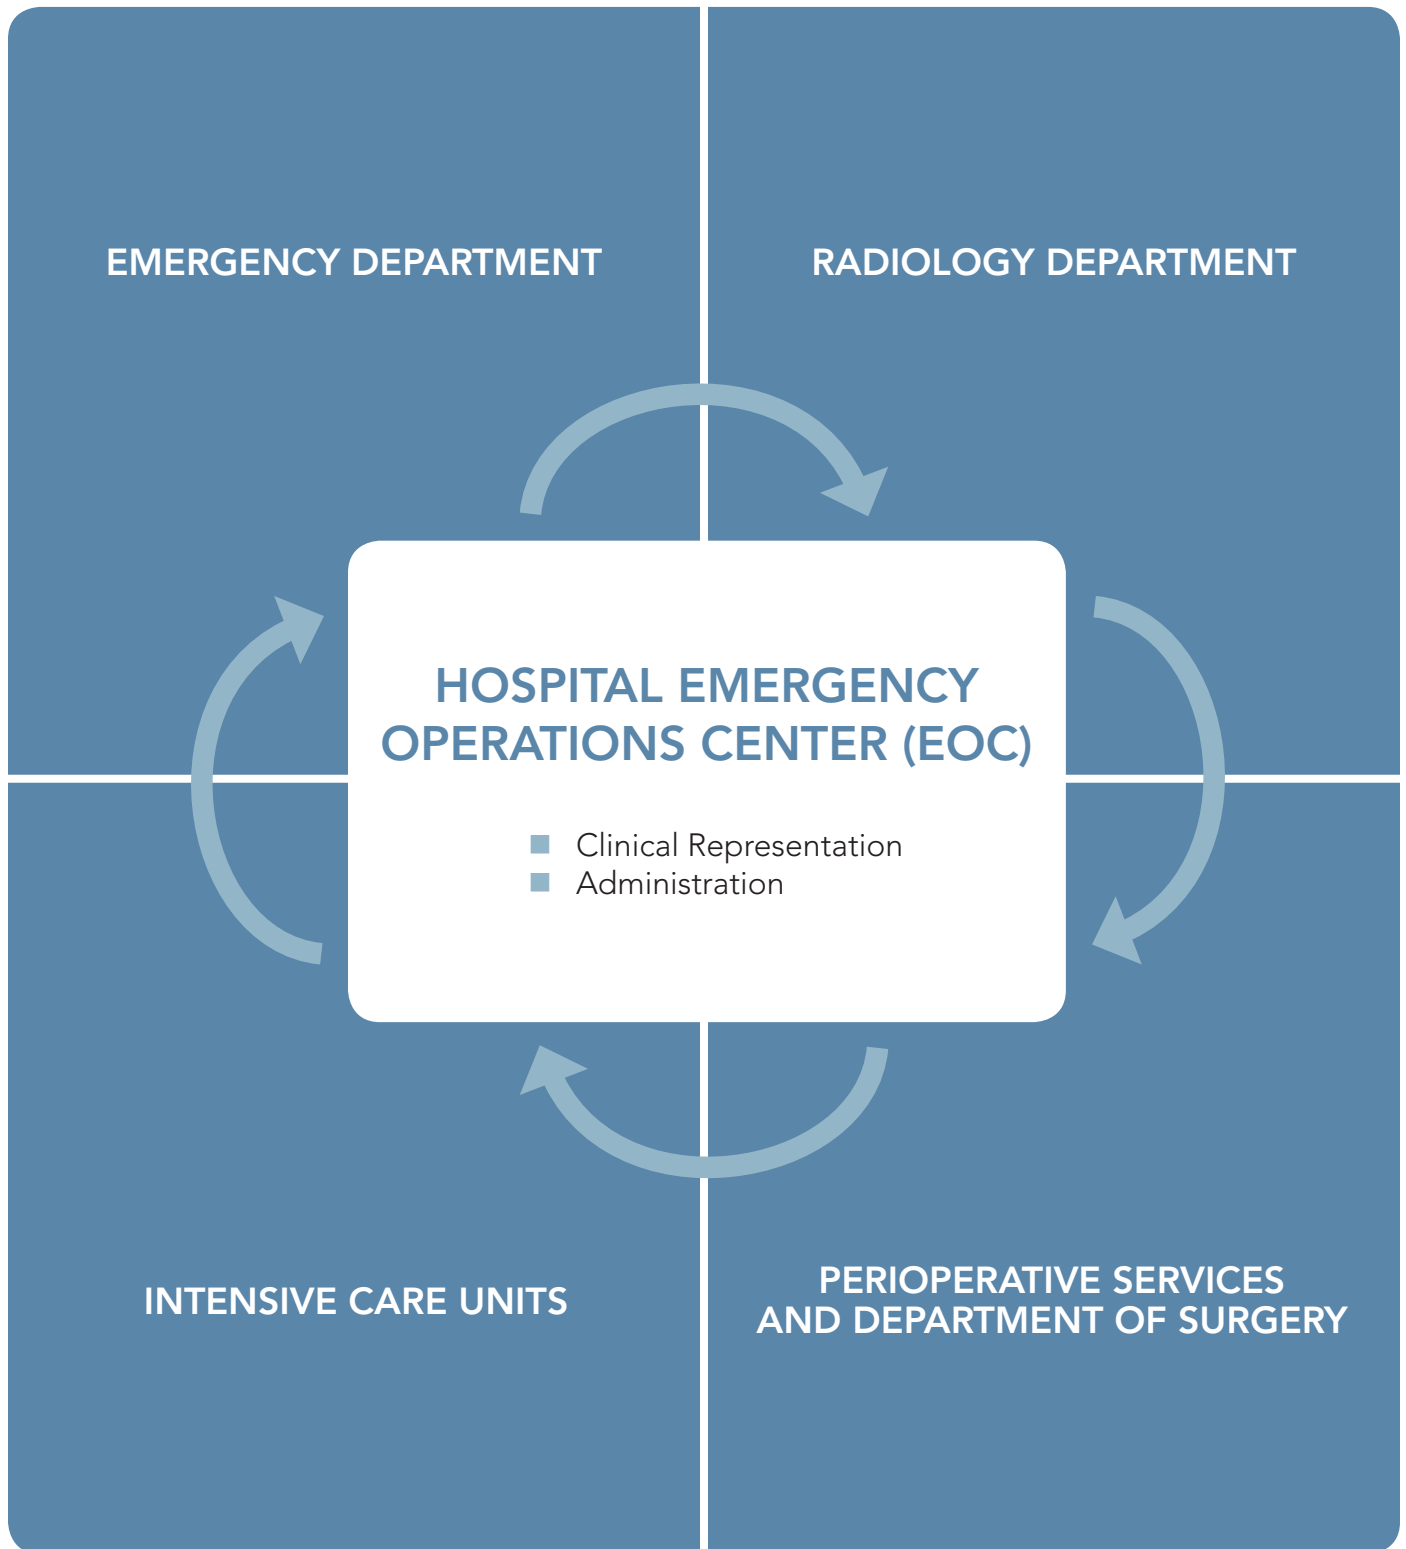 EMERGENCY DEPARTMENT
RADIOLOGY DEPARTMENT
HOSPITAL EMERGENCY
OPERATIONS CENTER (EOC)
Clinical Representation
Administration
INTENSIVE CARE UNITS
PERIOPERATIVE SERVICES
AND DEPARTMENT OF SURGERY